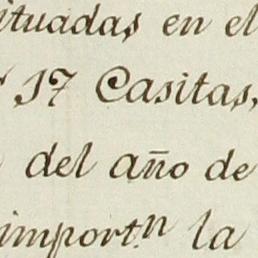 situadas en el
17 Casitas,
del año de
import.n la